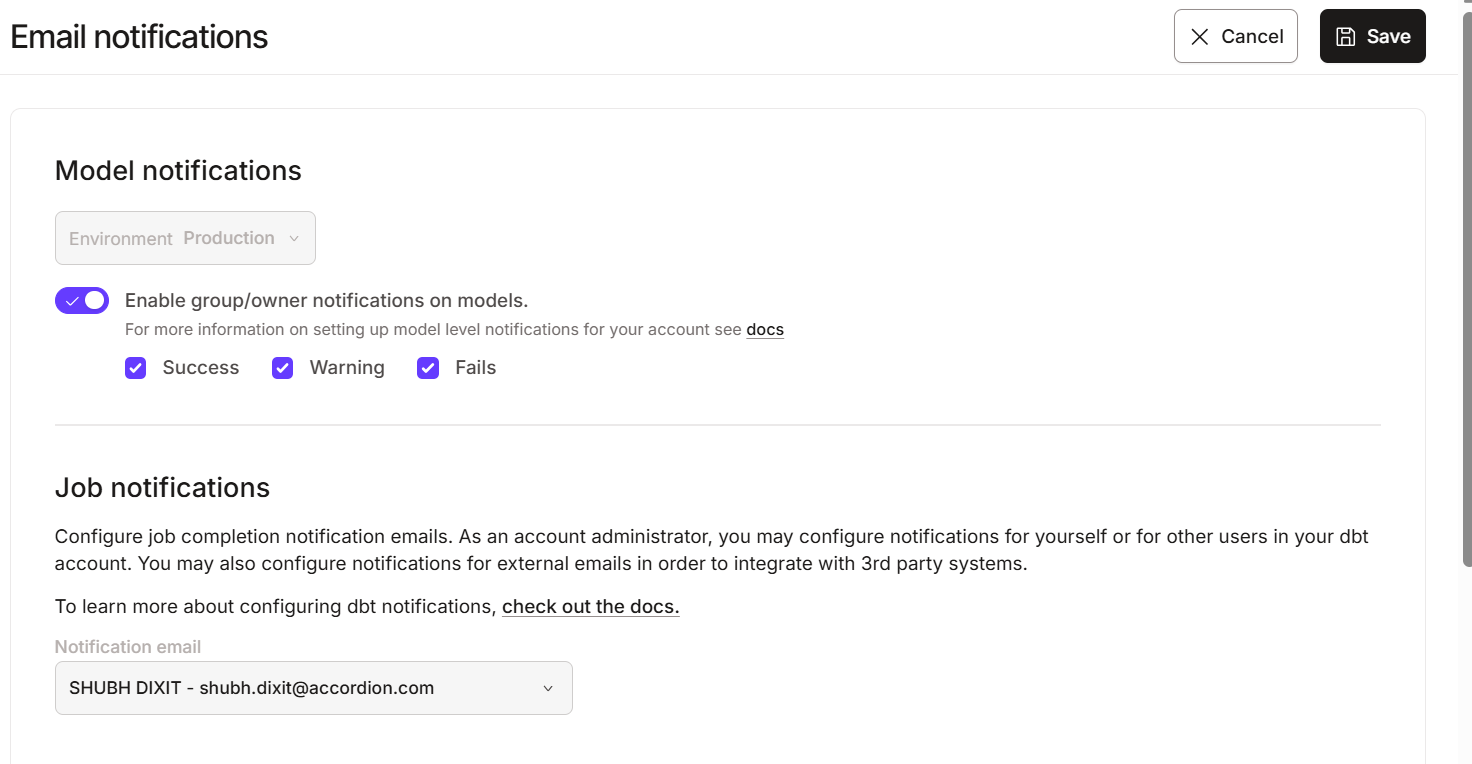 Email notifications
Cancel
Save
Model notifications
Environment Production
Enable group/owner notifications on models.
For more information on setting up model level notifications for your account see docs
Success Warning Fails
Job notifications
Configure job completion notification emails. As an account administrator, you may configure notifications for yourself or for other users in your dbt
account. You may also configure notifications for external emails in order to integrate with 3rd party systems.
To learn more about configuring dbt notifications, check out the docs.
Notification email
SHUBH DIXIT - shubh.dixit@accordion.com